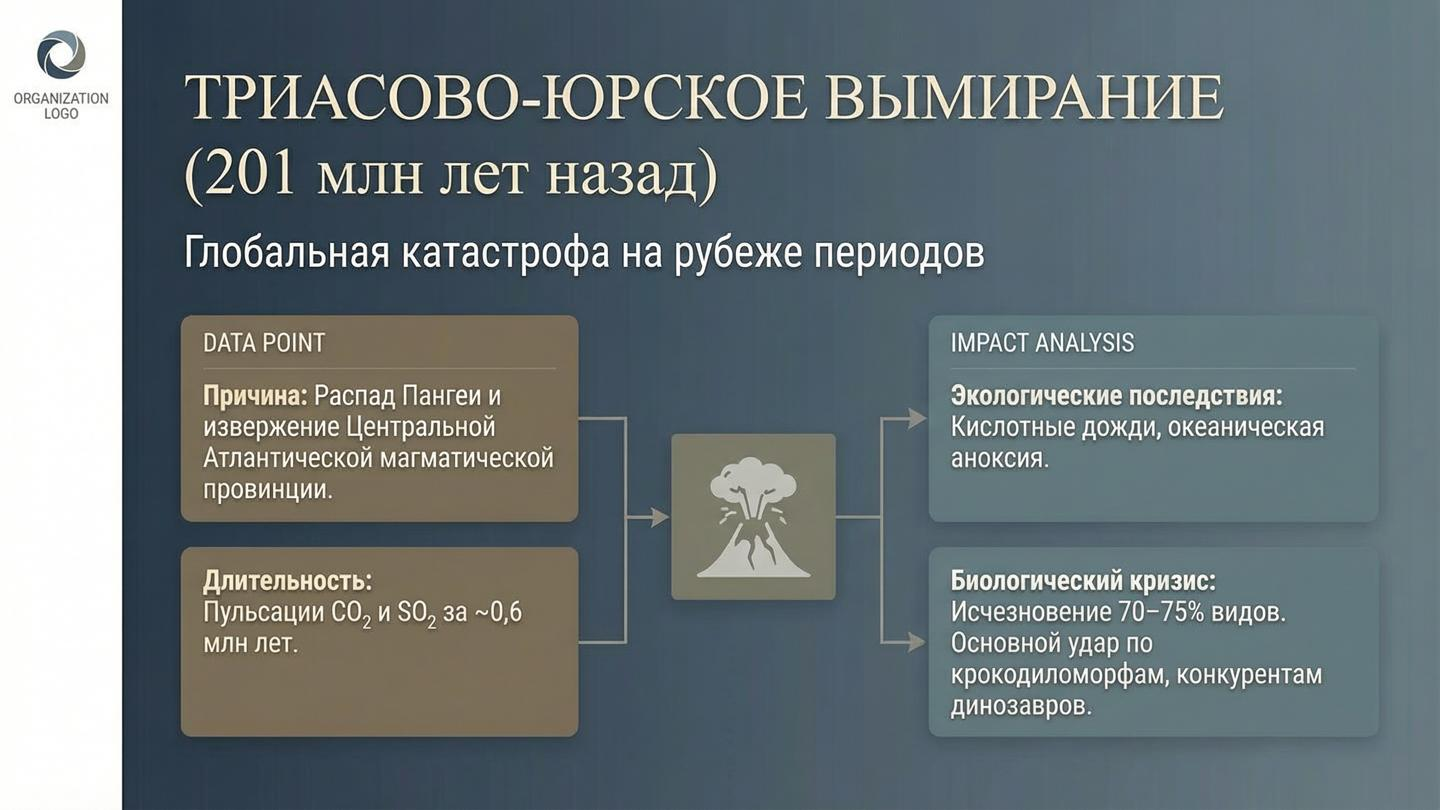 ORGANIZATION
LOGO
ТРИАСОВО-ЮРСКОЕ ВЫМИРАНИЕ
(201 млн лет назад)
Глобальная катастрофа на рубеже периодов
DATA POINT
Причина: Распад Пангеи и
извержение Центральной
Атлантической магматической
провинции.
Длительность:
Пульсации CO₂ и SO₂ за ~0,6
млн лет.
IMPACT ANALYSIS
Экологические последствия:
Кислотные дожди, океаническая
аноксия.
Биологический кризис:
Исчезновение 70–75% видов.
Основной удар по
крокодиломорфам, конкурентам
динозавров.